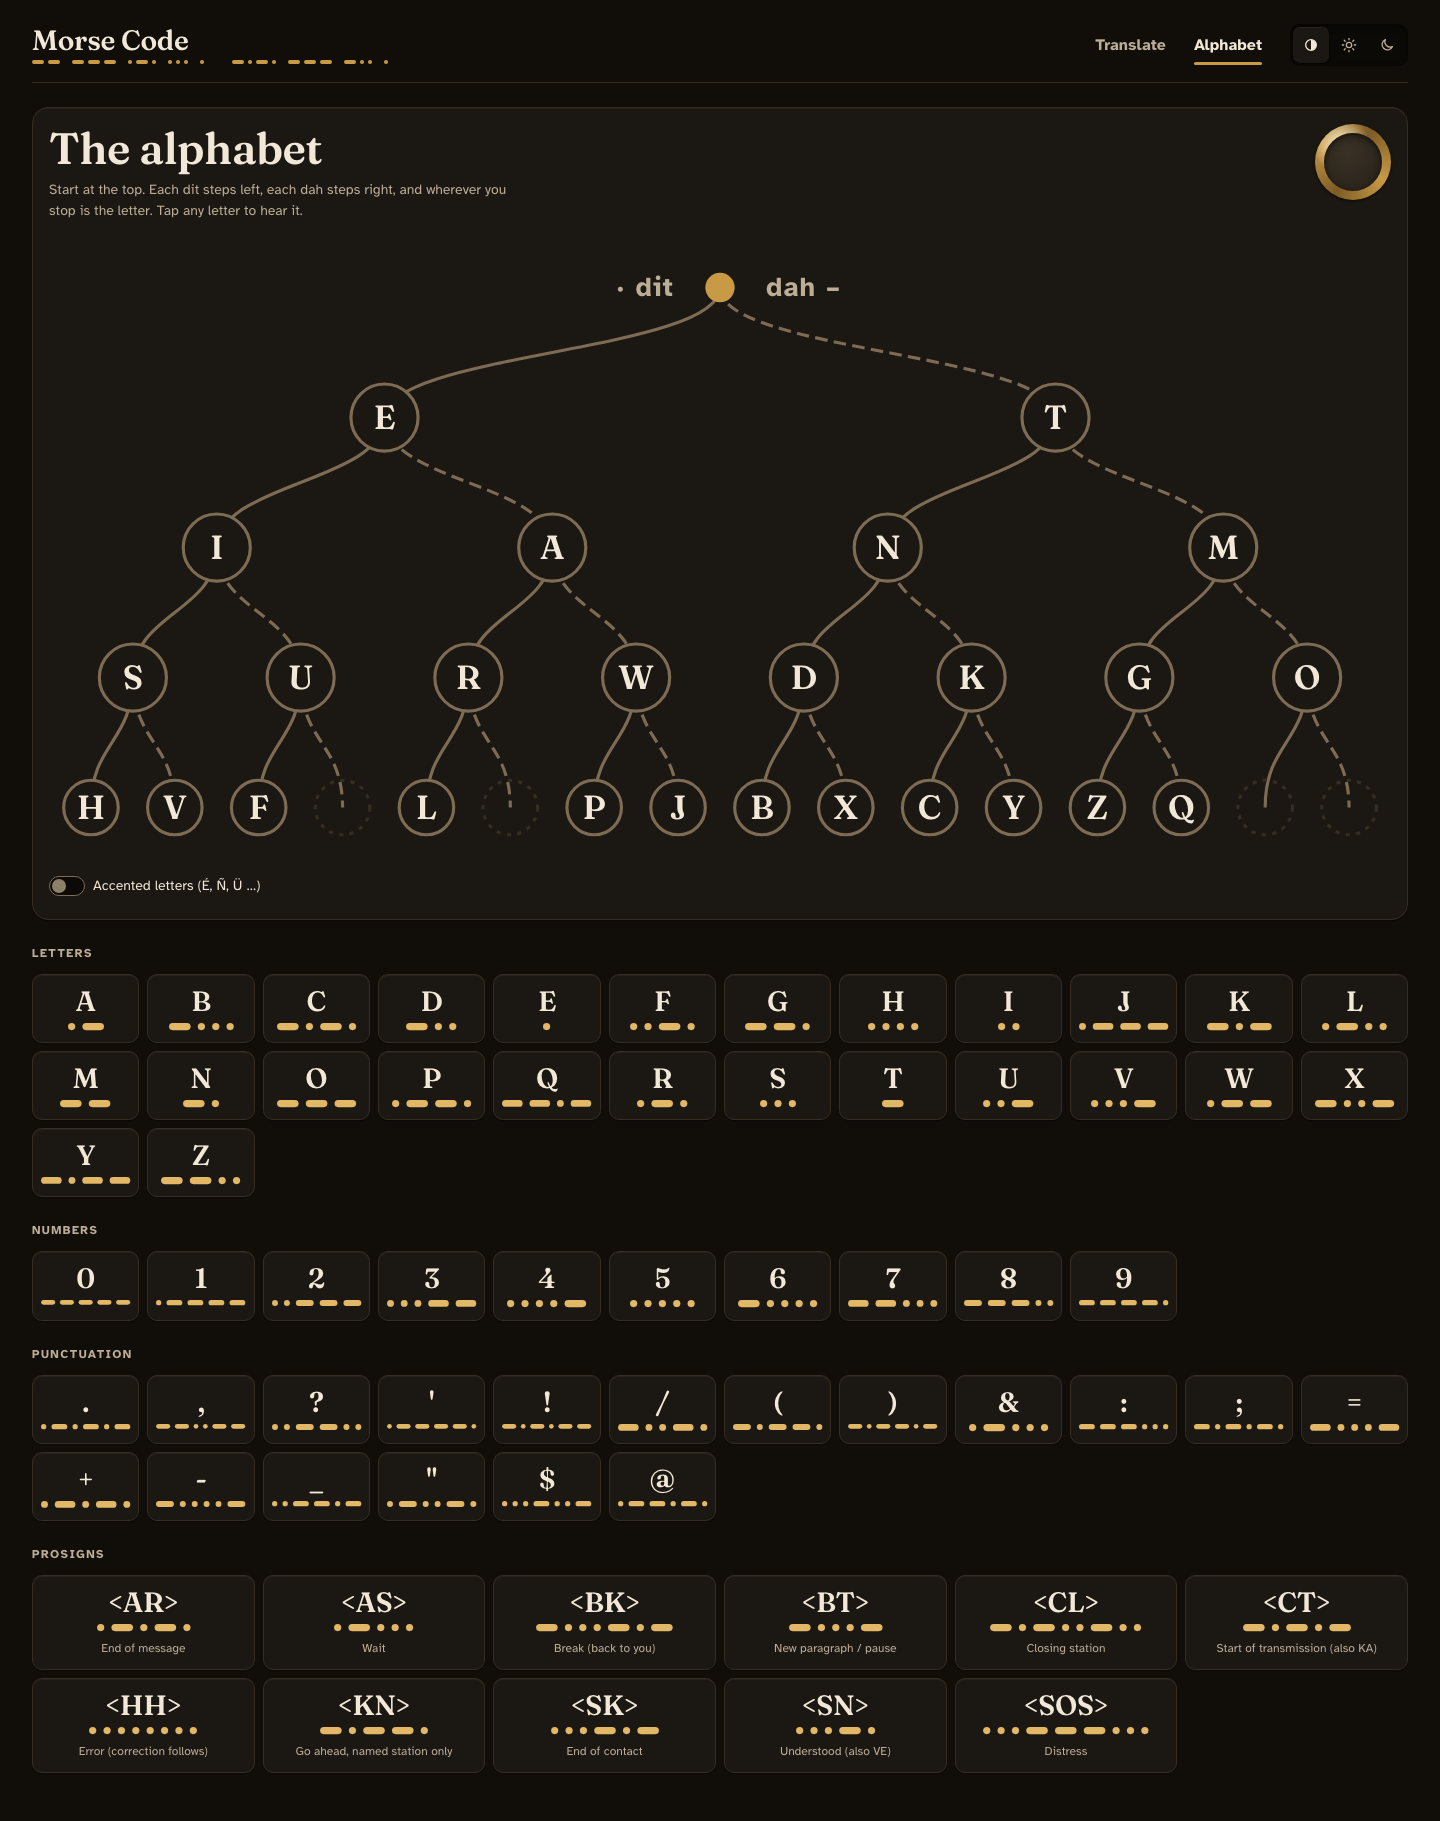 Morse Code
Translate
Alphabet
The alphabet
Start at the top. Each dit steps left, each dah steps right, and wherever you
stop is the letter. Tap any letter to hear it.
· dit dah –
E T
I A N M
S U R W D K G O
H V F L P J B X C Y Z Q
Accented letters (É, Ñ, Ü ...)
LETTERS
A B C D E F G H I J K L
M N O P Q R S T U V W X
Y Z
NUMBERS
0 1 2 3 4 5 6 7 8 9
PUNCTUATION
. , ? ' ! / ( ) & : ; =
+ - _ " $ @
PROSIGNS
<AR> <AS> <BK> <BT> <CL> <CT>
End of message Wait Break (back to you) New paragraph / pause Closing station Start of transmission (also KA)
<HH> <KN> <SK> <SN> <SOS>
Error (correction follows) Go ahead, named station only End of contact Understood (also VE) Distress